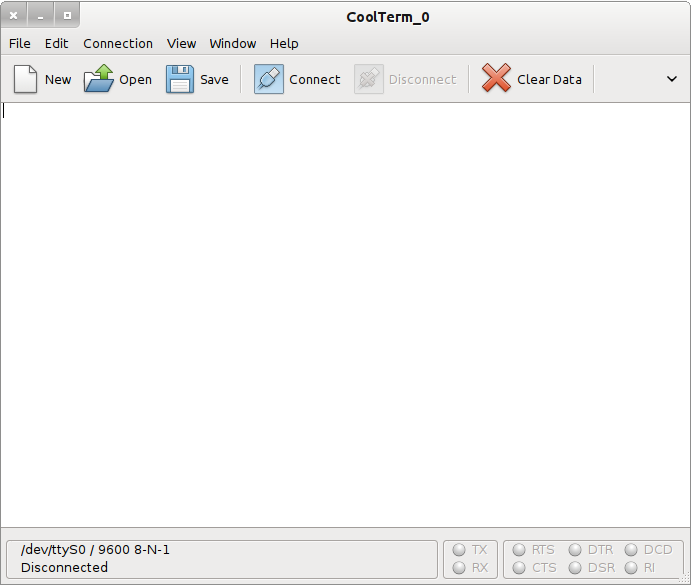 CoolTerm_0
File Edit Connection View Window Help
New Open Save Connect Disconnect Clear Data
/dev/ttyS0 / 9600 8-N-1
Disconnected
TX RTS DTR DCD
RX CTS DSR RI